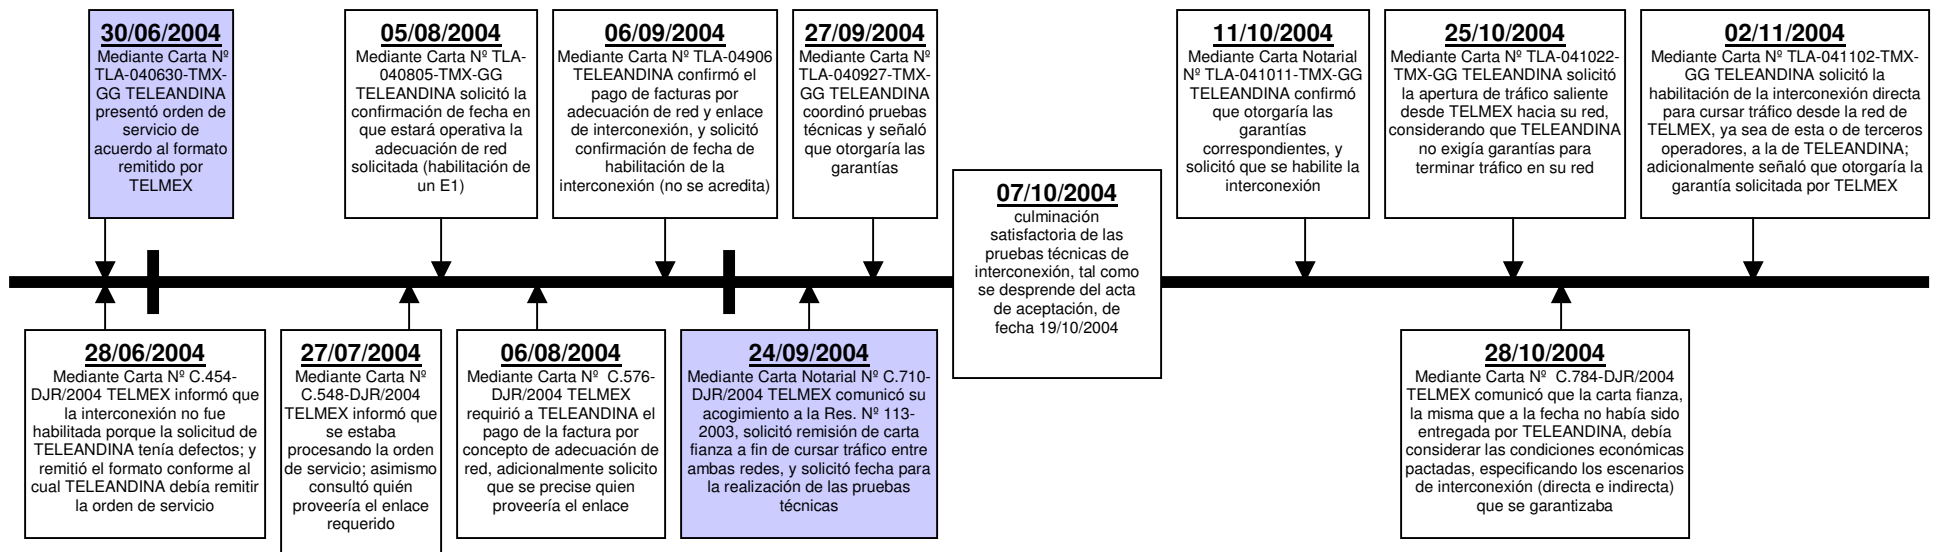 30/06/2004
Mediante Carta Nº
TLA-040630-TMX-
GG TELEANDINA
presentó orden de
servicio de
acuerdo al formato
remitido por
TELMEX
05/08/2004
Mediante Carta Nº TLA-
040805-TMX-GG
TELEANDINA solicitó la
confirmación de fecha en
que estará operativa la
adecuación de red
solicitada (habilitación de
un E1)
06/09/2004
Mediante Carta Nº TLA-04906
TELEANDINA confirmó el
pago de facturas por
adecuación de red y enlace
de interconexión, y solicitó
confirmación de fecha de
habilitación de la
interconexión (no se acredita)
27/09/2004
Mediante Carta Nº
TLA-040927-TMX-
GG TELEANDINA
coordinó pruebas
técnicas y señaló
que otorgaría las
garantías
07/10/2004
culminación
satisfactoria de las
pruebas técnicas de
interconexión, tal como
se desprende del acta
de aceptación, de
fecha 19/10/2004
11/10/2004
Mediante Carta Notarial
Nº TLA-041011-TMX-GG
TELEANDINA confirmó
que otorgaría las
garantías
correspondientes, y
solicitó que se habilite la
interconexión
25/10/2004
Mediante Carta Nº TLA-041022-
TMX-GG TELEANDINA solicitó
la apertura de tráfico saliente
desde TELMEX hacia su red,
considerando que TELEANDINA
no exigía garantías para
terminar tráfico en su red
02/11/2004
Mediante Carta Nº TLA-041102-TMX-
GG TELEANDINA solicitó la
habilitación de la interconexión directa
para cursar tráfico desde la red de
TELMEX, ya sea de esta o de terceros
operadores, a la de TELEANDINA;
adicionalmente señaló que otorgaría la
garantía solicitada por TELMEX
28/06/2004
Mediante Carta Nº C.454-
DJR/2004 TELMEX informó que
la interconexión no fue
habilitada porque la solicitud de
TELEANDINA tenía defectos; y
remitió el formato conforme al
cual TELEANDINA debía remitir
la orden de servicio
27/07/2004
Mediante Carta Nº
C.548-DJR/2004
TELMEX informó que
se estaba
procesando la orden
de servicio; asimismo
consultó quién
proveería el enlace
requerido
06/08/2004
Mediante Carta Nº C.576-
DJR/2004 TELMEX
requirió a TELEANDINA el
pago de la factura por
concepto de adecuación de
red, adicionalmente solicito
que se precise quien
proveería el enlace
24/09/2004
Mediante Carta Notarial Nº C.710-
DJR/2004 TELMEX comunicó su
acogimiento a la Res. Nº 113-
2003, solicitó remisión de carta
fianza a fin de cursar tráfico entre
ambas redes, y solicitó fecha para
la realización de las pruebas
técnicas
28/10/2004
Mediante Carta Nº C.784-DJR/2004
TELMEX comunicó que la carta fianza,
la misma que a la fecha no había sido
entregada por TELEANDINA, debía
considerar las condiciones económicas
pactadas, especificando los escenarios
de interconexión (directa e indirecta)
que se garantizaba